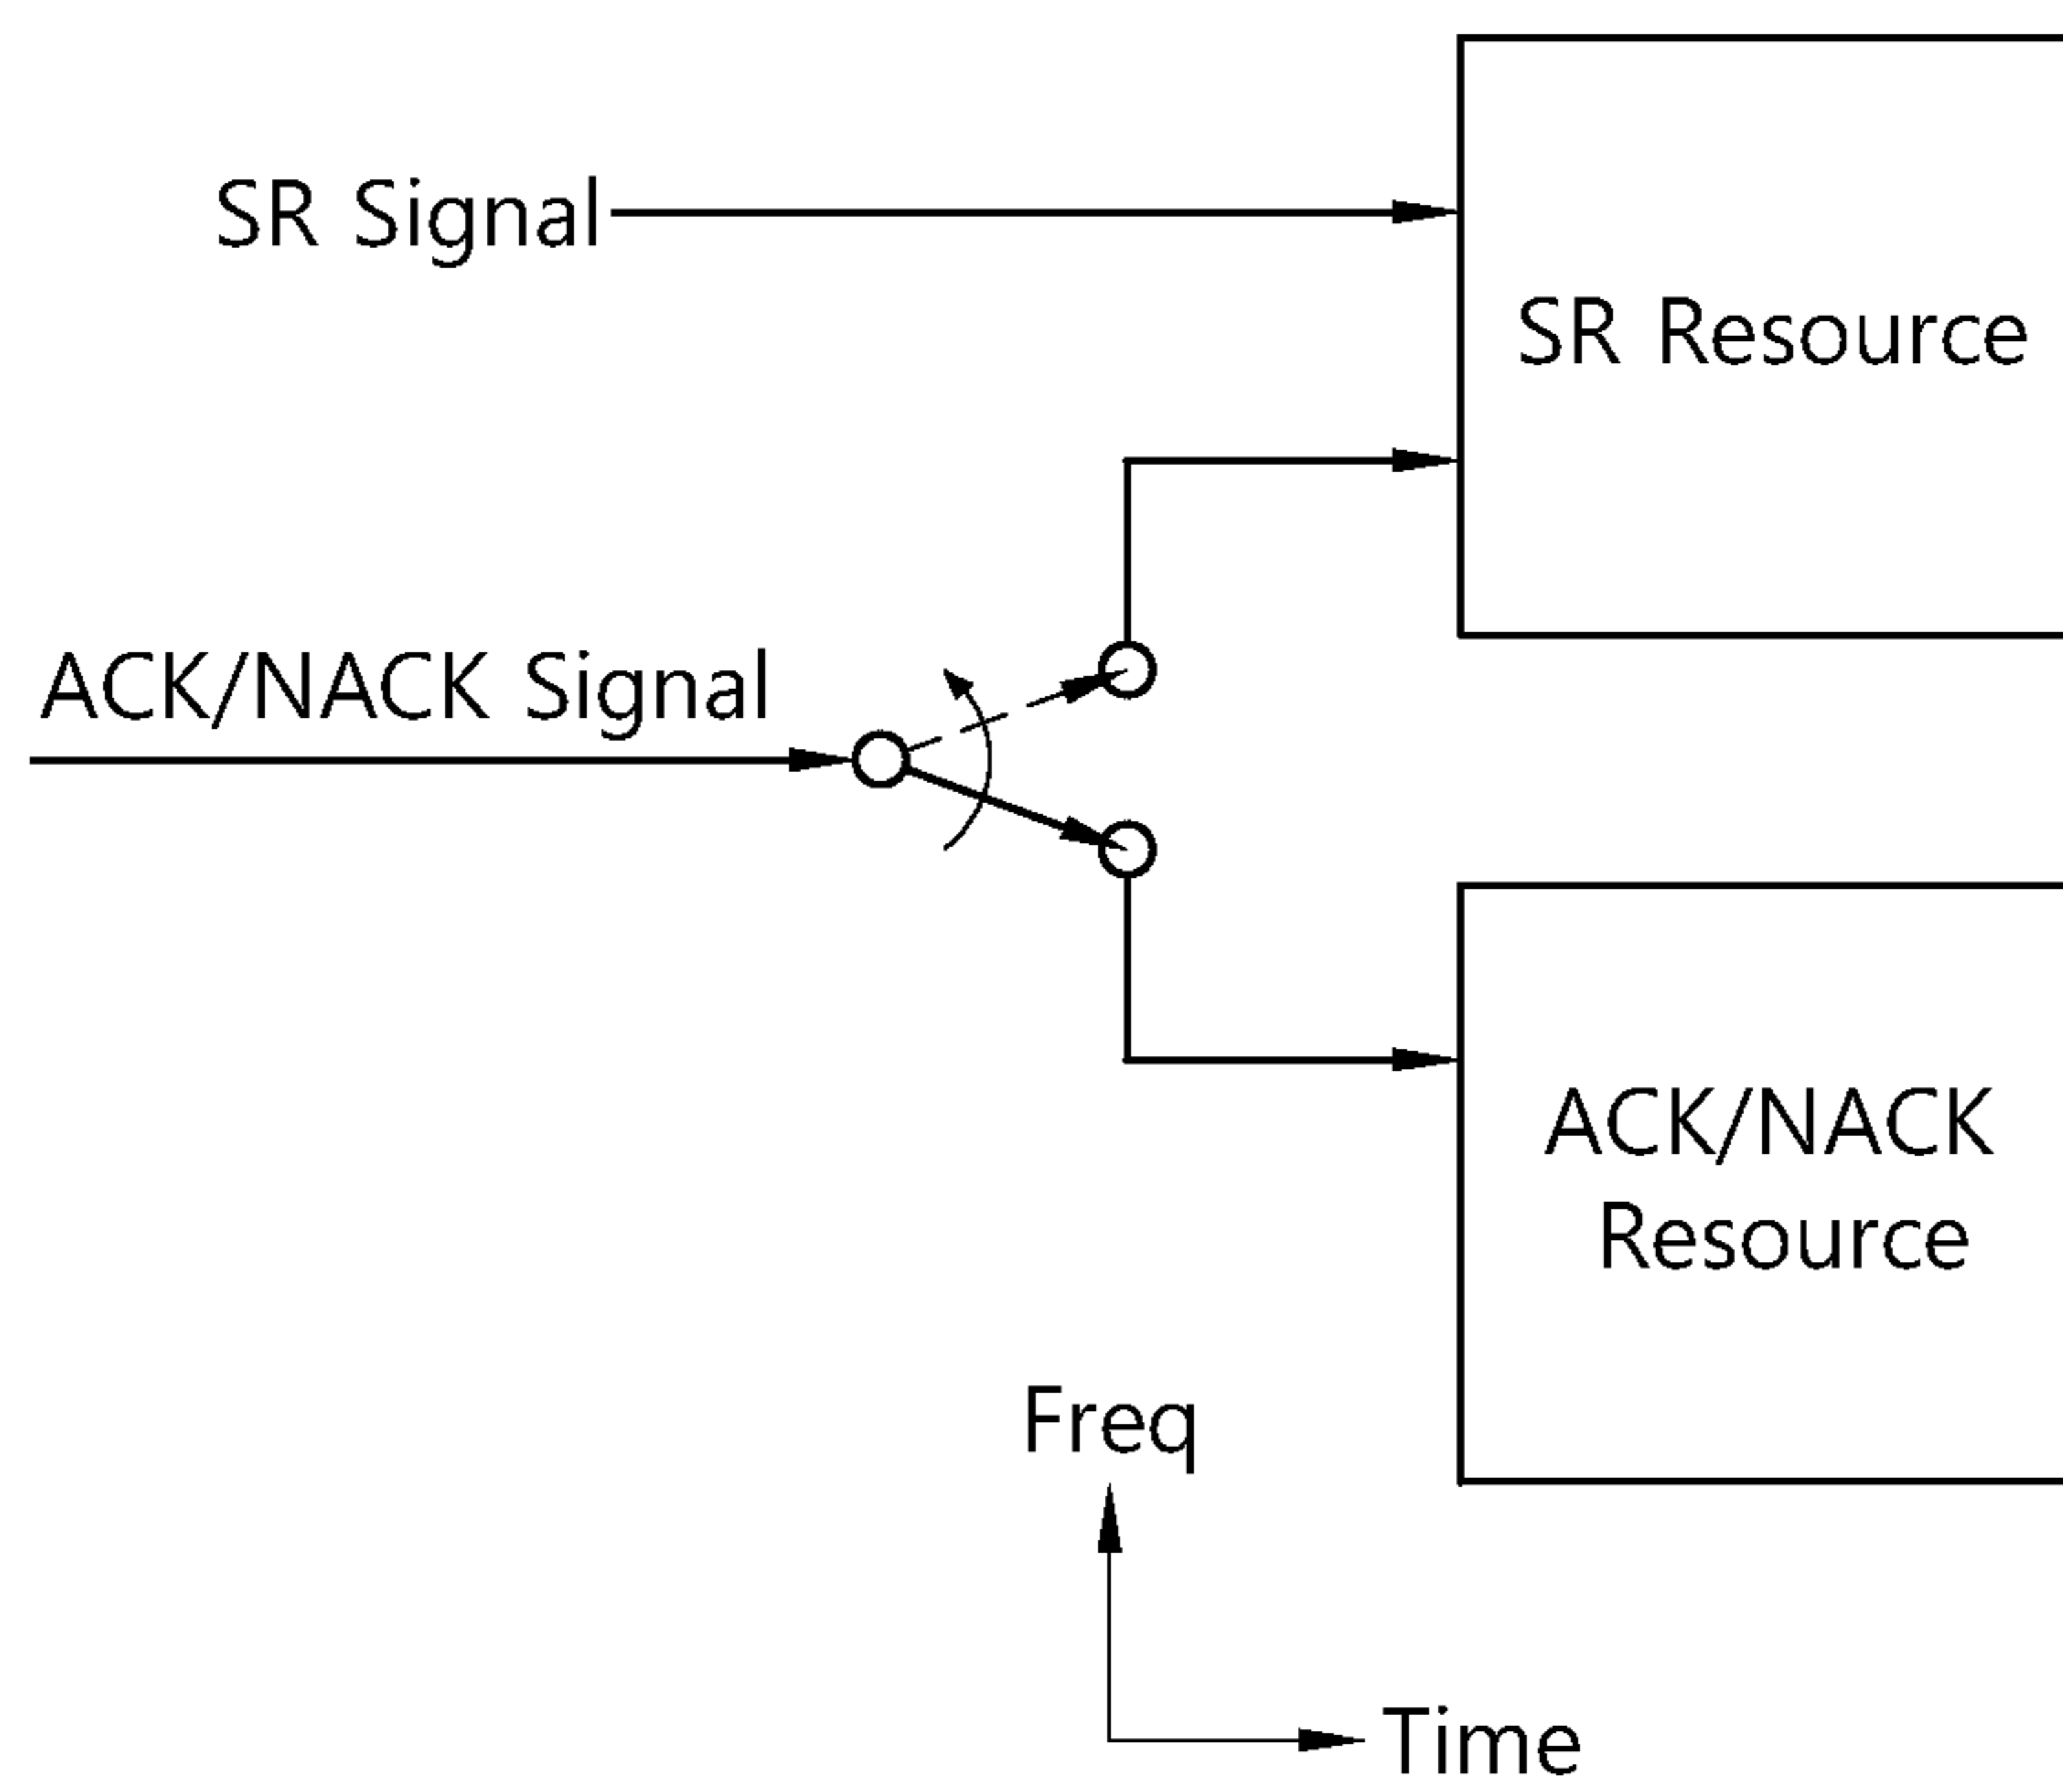 SR Signal
SR Resource
ACK/NACK Signal
ACK/NACK
Resource
Freq
Time